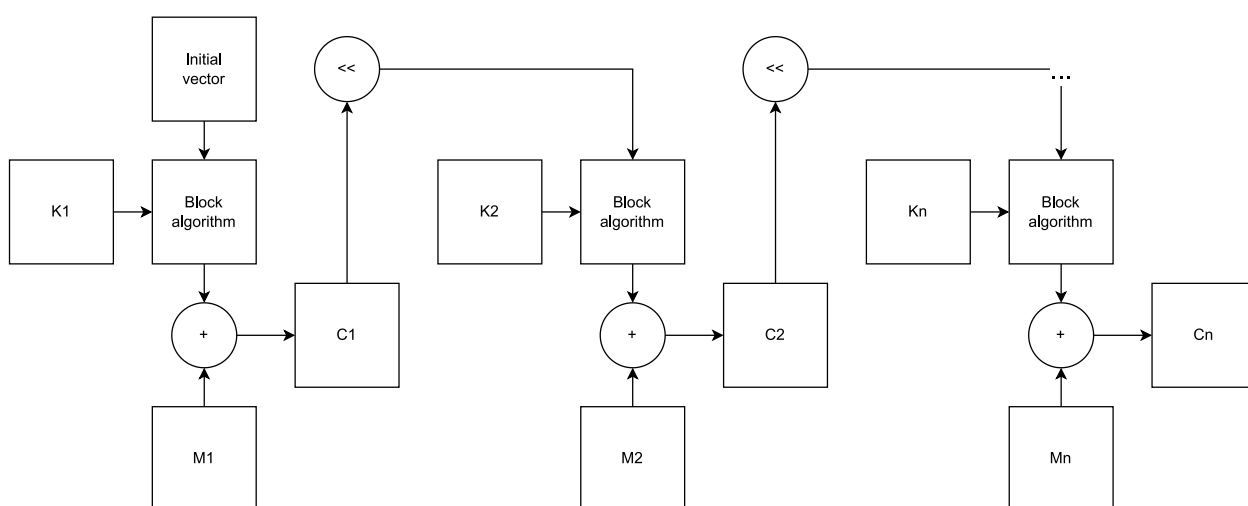 Initial
vector
<<
<<
...
K1
Block
algorithm
K2
Block
algorithm
Kn
Block
algorithm
+
C1
+
C2
+
Cn
M1
M2
Mn